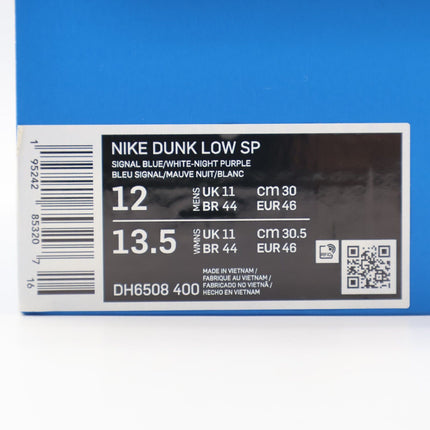 NIKE DUNK LOW SP
SIGNAL BLUE/WHITE-NIGHT PURPLE
BLEU SIGNAL/MAUVE NUIT/BLANC
12 MENS UK 11 cm 30
BR 44 EUR 46
13.5 WMNS UK 11 cm 30.5
BR 44 EUR 46
MADE IN VIETNAM /
FABRIQUE AU VIETNAM /
FABRICADO NO VIETNÃ /
HECHO EN VIETNAM
DH6508 400
RFID
1 95242 85320 7 16